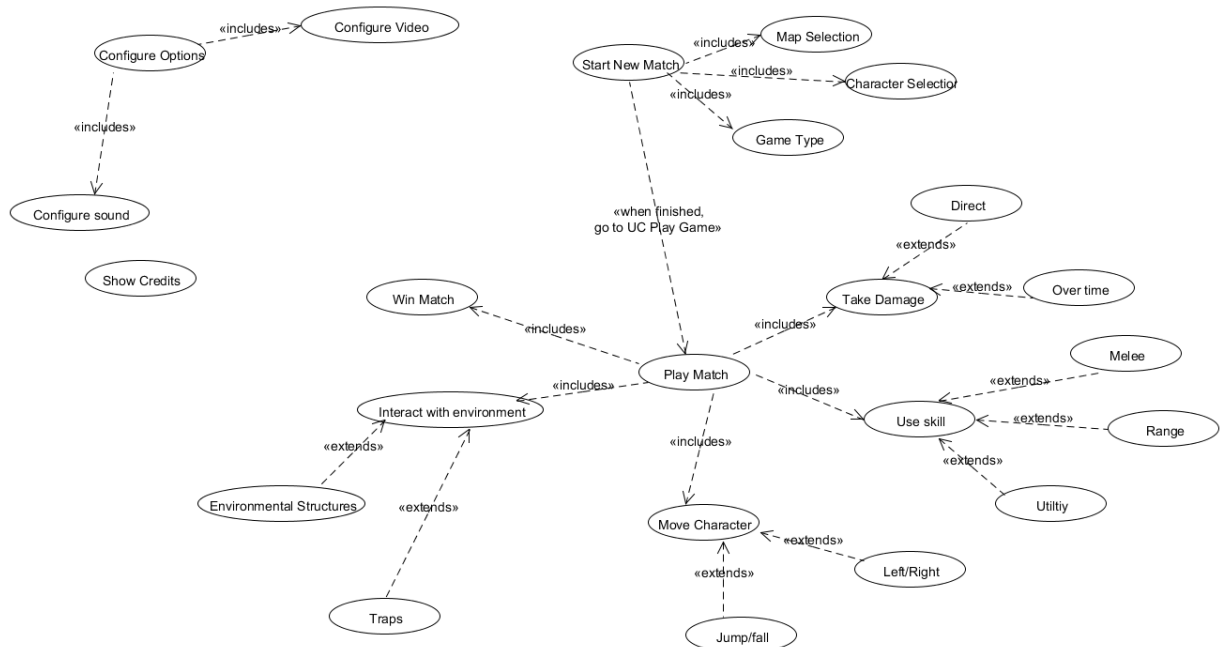 «includes»
Configure Video
Configure Options
Map Selection
«includes»
Start New Match
«includes»
Character Selectior
«includes»
«includes»
Game Type
Configure sound
«when finished,
go to UC Play Game»
Direct
«extends»
Show Credits
Win Match
Take Damage
«extends»
Over time
«includes»
«includes»
Play Match
Melee
«extends»
«includes»
«includes»
Interact with environment
Use skill
«extends»
Range
«extends»
«includes»
«extends»
Environmental Structures
«extends»
Utiltiy
Move Character
«extends»
«extends»
Left/Right
Traps
Jump/fall